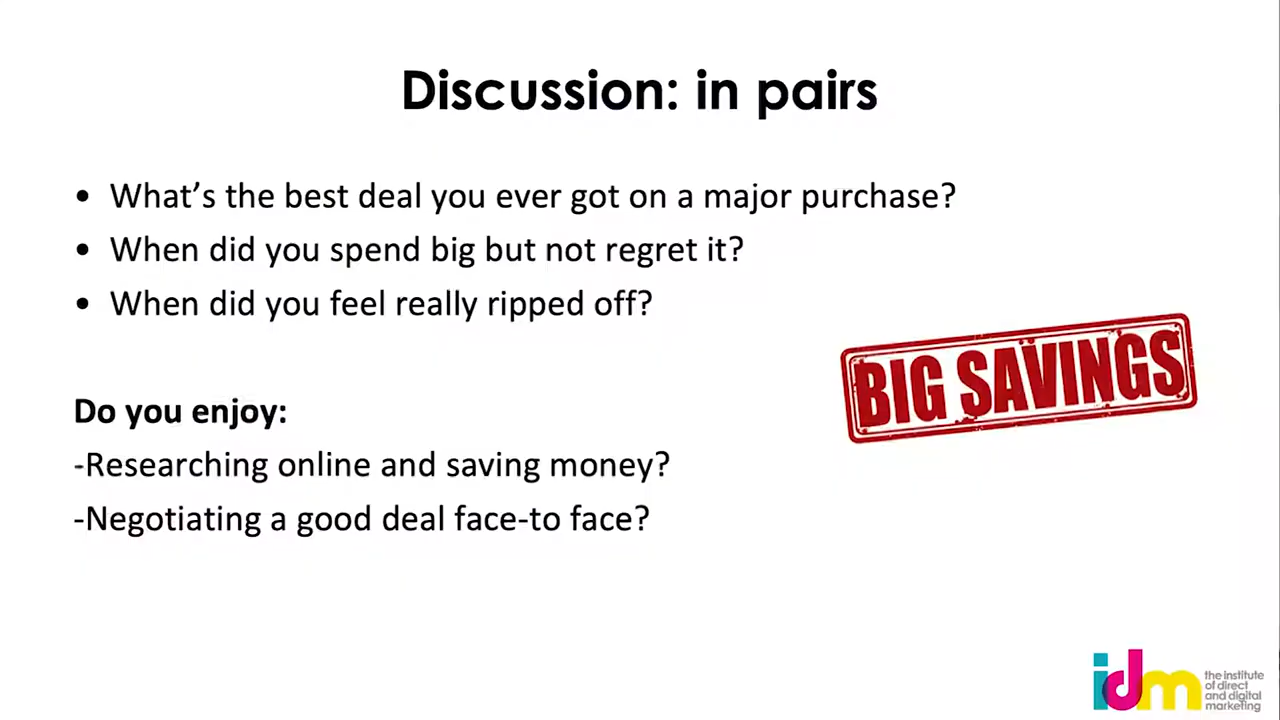 Discussion: in pairs
• What’s the best deal you ever got on a major purchase?
• When did you spend big but not regret it?
• When did you feel really ripped off?
BIG SAVINGS
Do you enjoy:
-Researching online and saving money?
-Negotiating a good deal face-to face?
idm
the institute
of direct
and digital
marketing